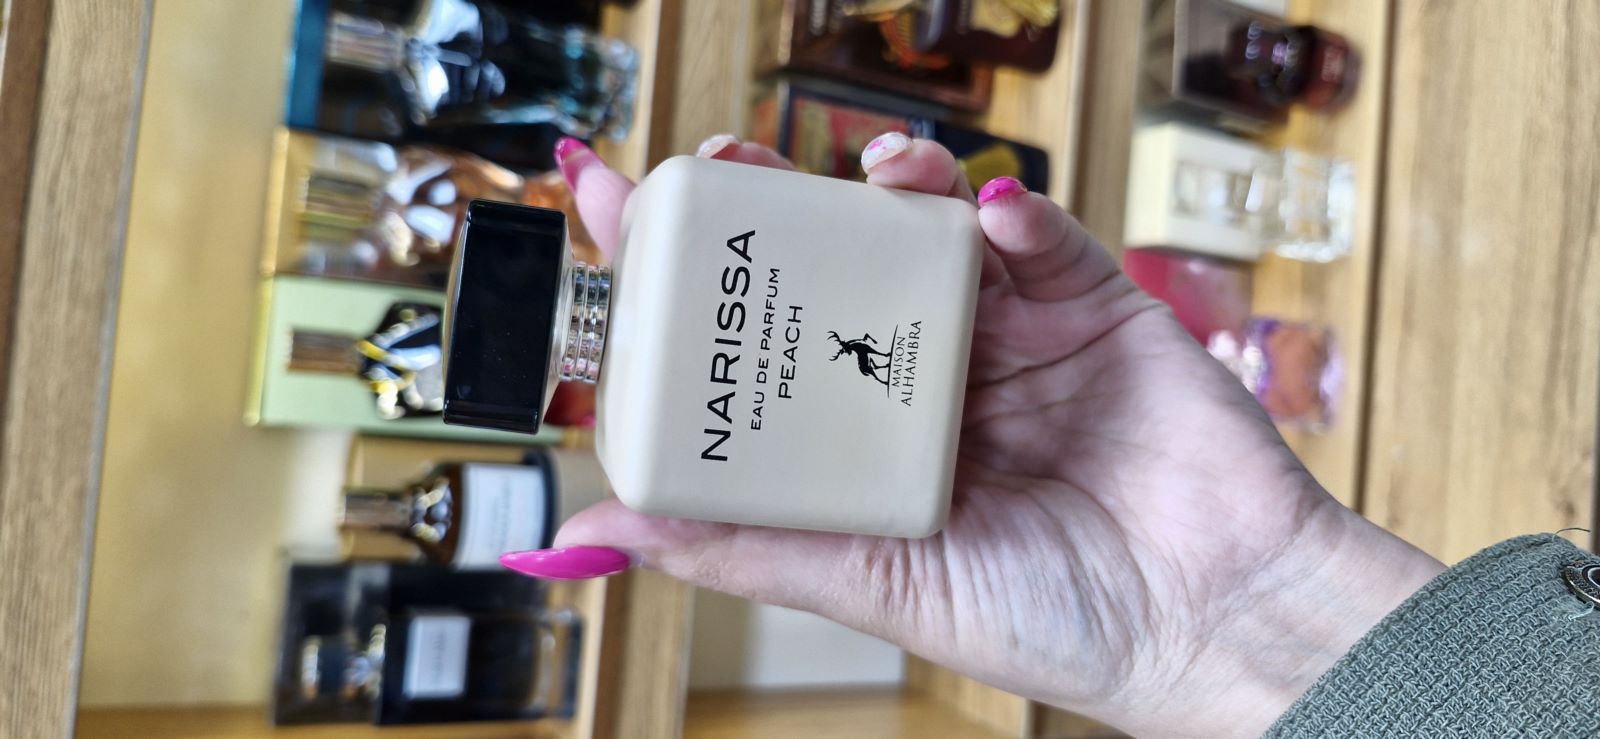 NARISSA
EAU DE PARFUM
PEACH
MAISON
ALHAMBRA